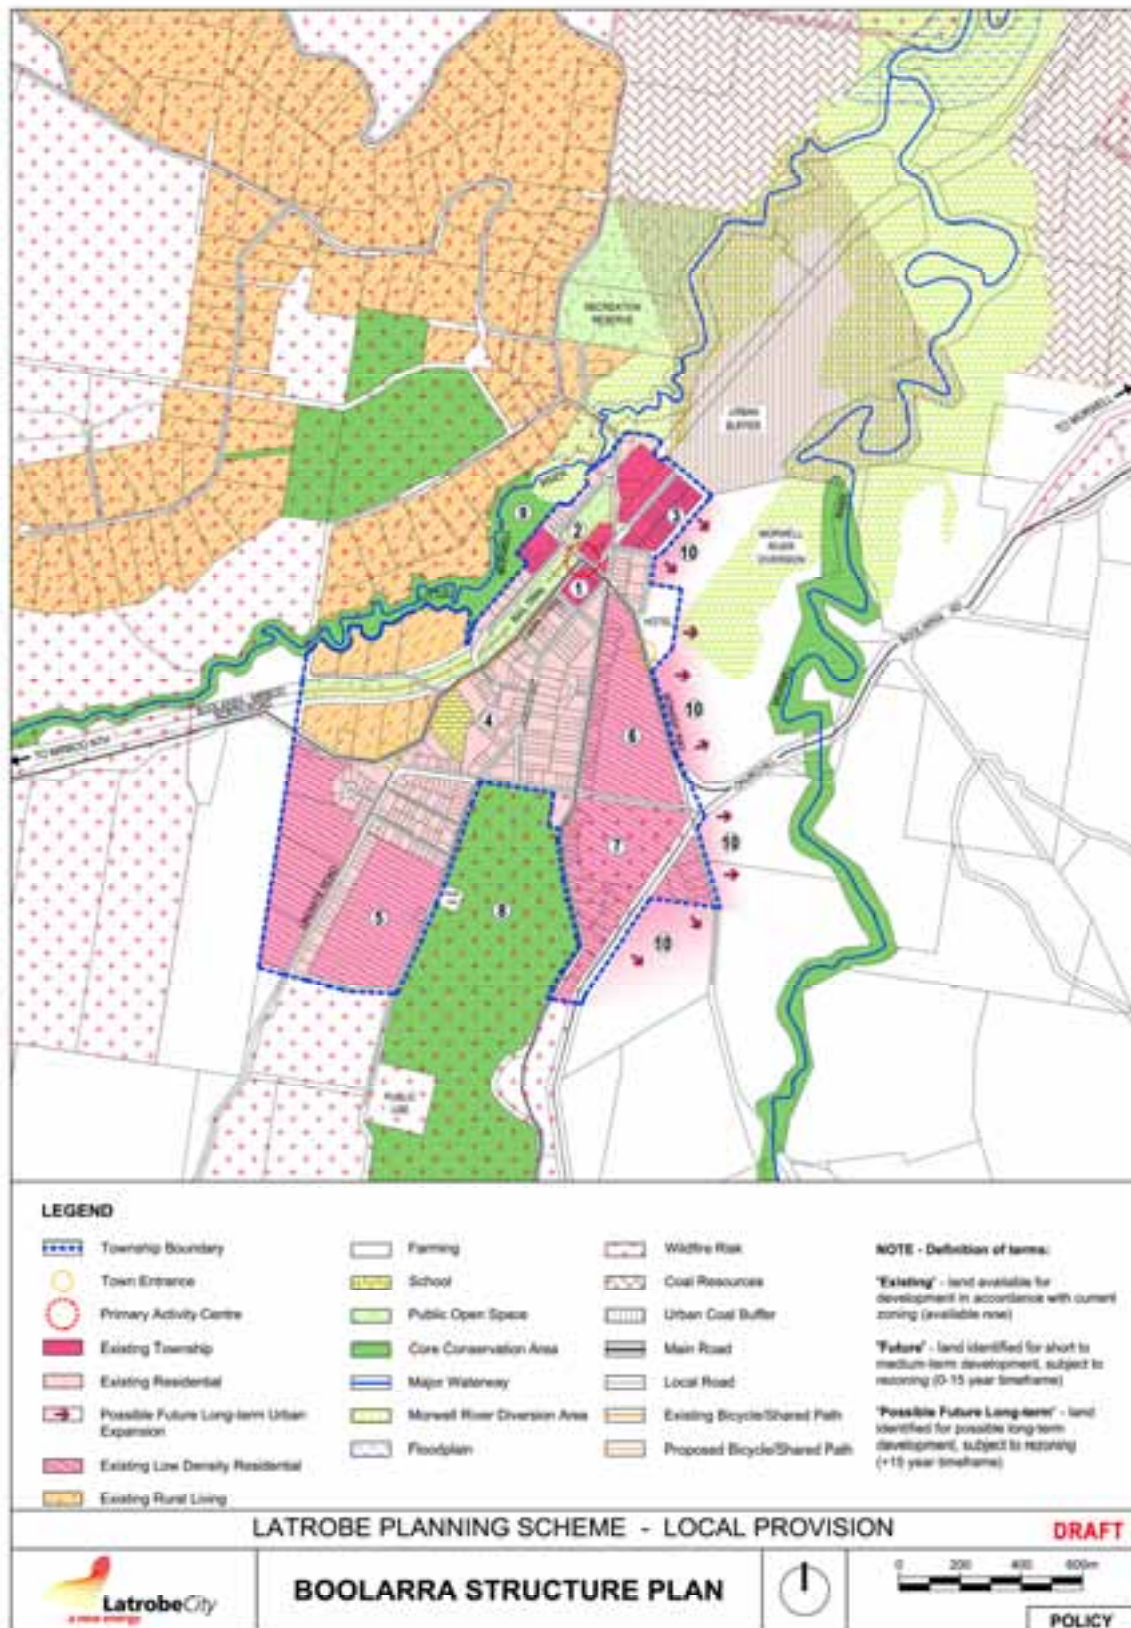 RECREATION
RESERVE
URBAN
BUFFER
TO MORWELL
MORWELL
RIVER
DIVERSION
9
3
2
10
1
HOTEL
BOOLARRA
10
6
4
TO MIRBOO NTH
7
10
5
8
10
PUBLIC
USE
LEGEND
Township Boundary
Town Entrance
Primary Activity Centre
Existing Township
Existing Residential
Possible Future Long-term Urban
Expansion
Existing Low Density Residential
Existing Rural Living
Farming
School
Public Open Space
Core Conservation Area
Major Waterway
Morwell River Diversion Area
Floodplain
Wildfire Risk
Coal Resources
Urban Coal Buffer
Main Road
Local Road
Existing Bicycle/Shared Path
Proposed Bicycle/Shared Path
NOTE - Definition of terms:
'Existing' - land available for
development in accordance with current
zoning (available now)
'Future' - land identified for short to
medium-term development, subject to
rezoning (0-15 year timeframe)
'Possible Future Long-term' - land
identified for possible long-term
development, subject to rezoning
(+15 year timeframe)
LATROBE PLANNING SCHEME - LOCAL PROVISION
DRAFT
LatrobeCity
a new energy
BOOLARRA STRUCTURE PLAN
0 200 400 600m
POLICY